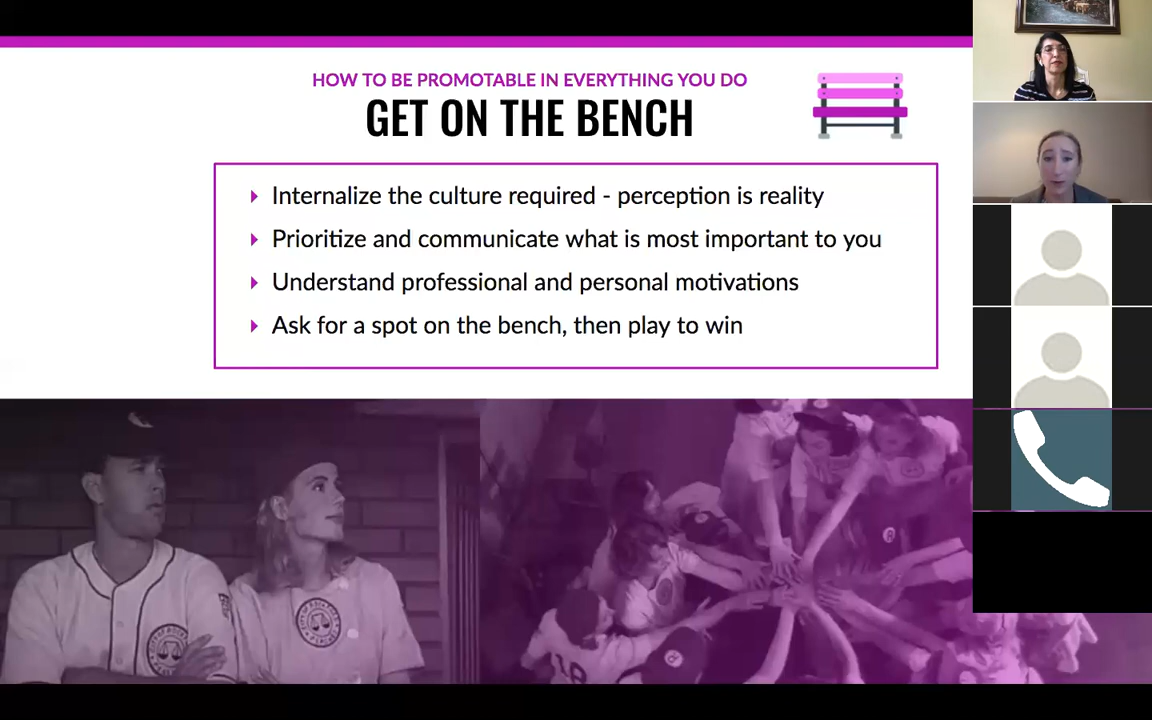 HOW TO BE PROMOTABLE IN EVERYTHING YOU DO
GET ON THE BENCH
Internalize the culture required - perception is reality
Prioritize and communicate what is most important to you
Understand professional and personal motivations
Ask for a spot on the bench, then play to win
R
R